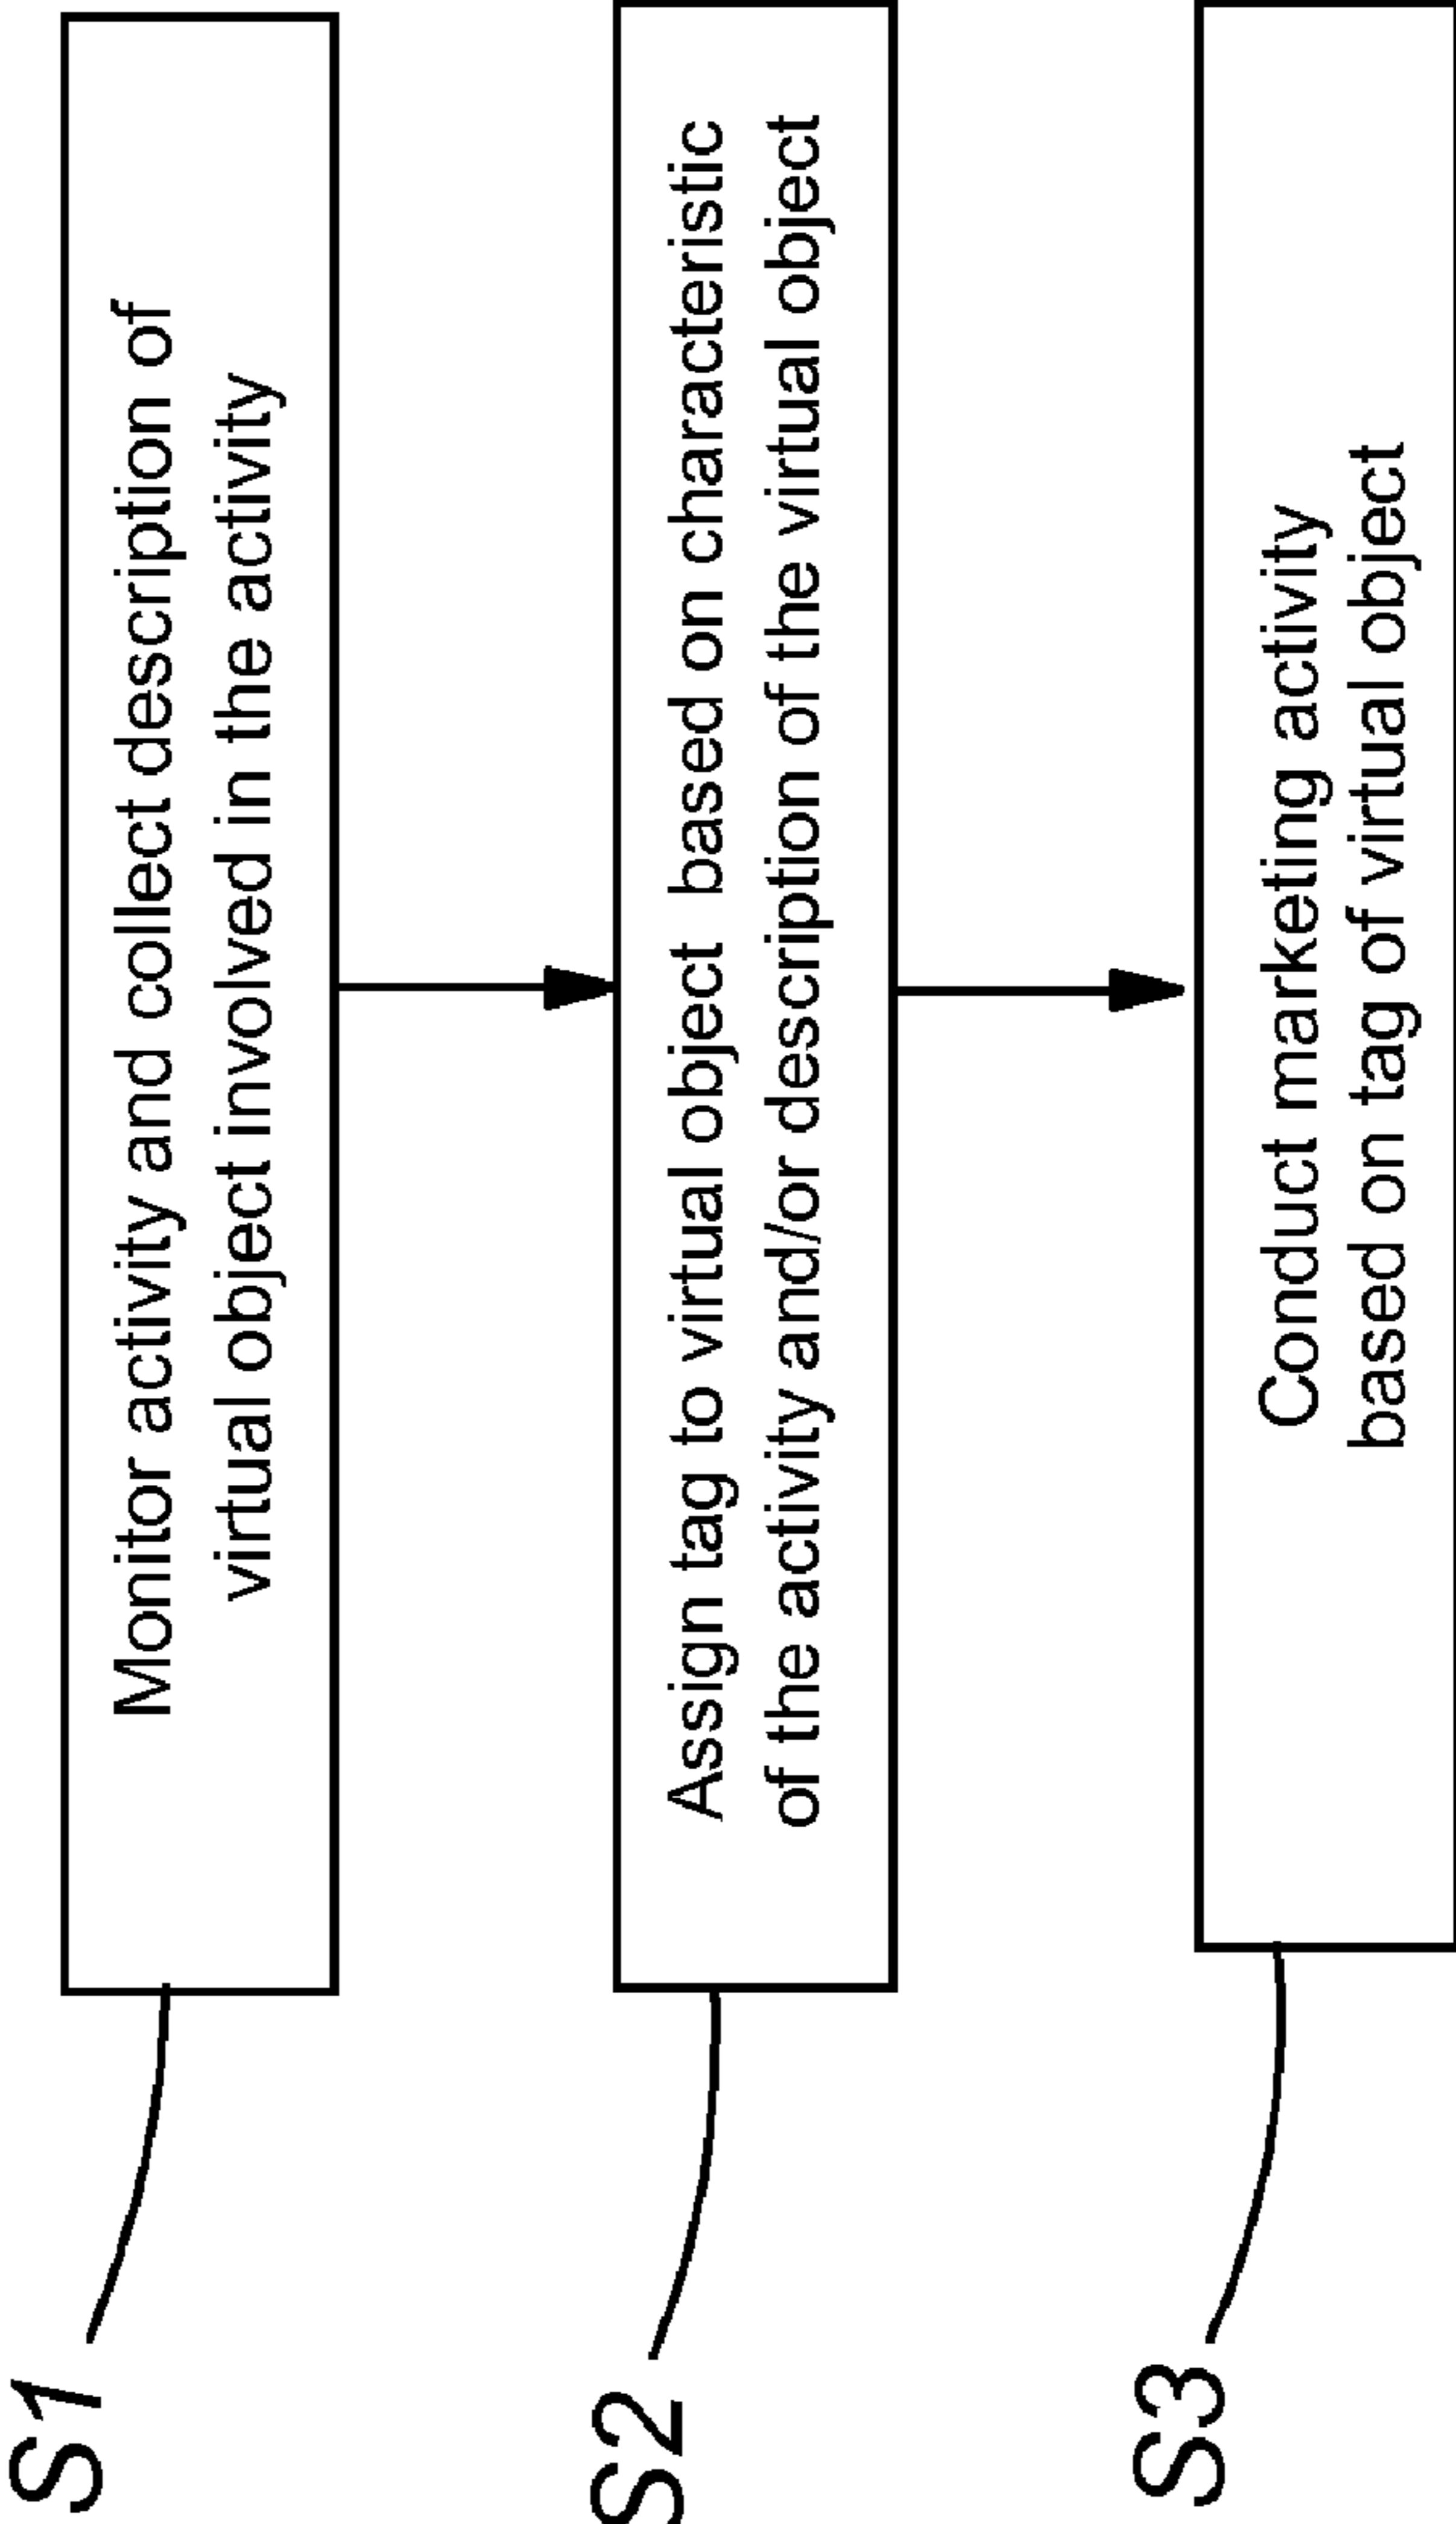 S1
Monitor activity and collect description of
virtual object involved in the activity
S2
Assign tag to virtual object based on characteristic
of the activity and/or description of the virtual object
S3
Conduct marketing activity
based on tag of virtual object